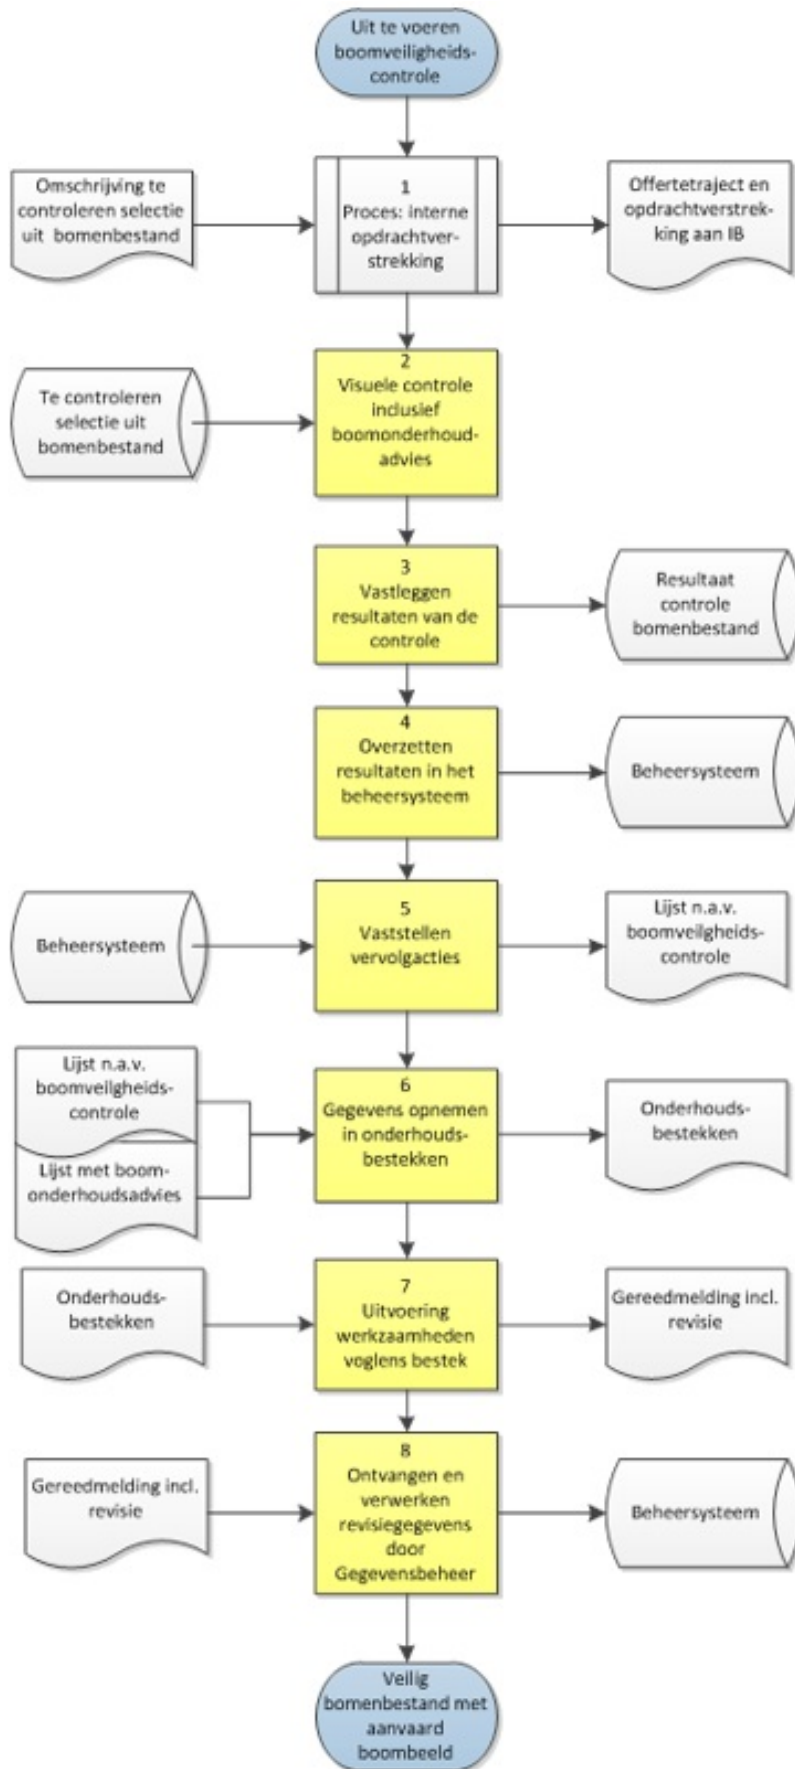 Uit te voeren
boomveiligheids-
controle
Omschrijving te
controleren selectie
uit bomenbestand
1
Proces: interne
opdrachtver-
strekking
Offertetraject en
opdrachtverstrek-
king aan IB
Te controleren
selectie uit
bomenbestand
2
Visuele controle
inclusief
boomonderhoud-
advies
3
Vastleggen
resultaten van de
controle
Resultaat
controle
bomenbestand
4
Overzetten
resultaten in het
beheersysteem
Beheersysteem
Beheersysteem
5
Vaststellen
vervolgacties
Lijst n.a.v.
boomveilgheids-
controle
Lijst n.a.v.
boomveilgheids-
controle
Lijst met boom-
onderhoudsadvies
6
Gegevens opnemen
in onderhouds-
bestekken
Onderhouds-
bestekken
Onderhouds-
bestekken
7
Uitvoering
werkzaamheden
voglens bestek
Gereedmelding incl.
revisie
Gereedmelding incl.
revisie
8
Ontvangen en
verwerken
revisiegegevens
door
Gegevensbeheer
Beheersysteem
Veilig
bomenbestand met
aanvaard
boombeeld